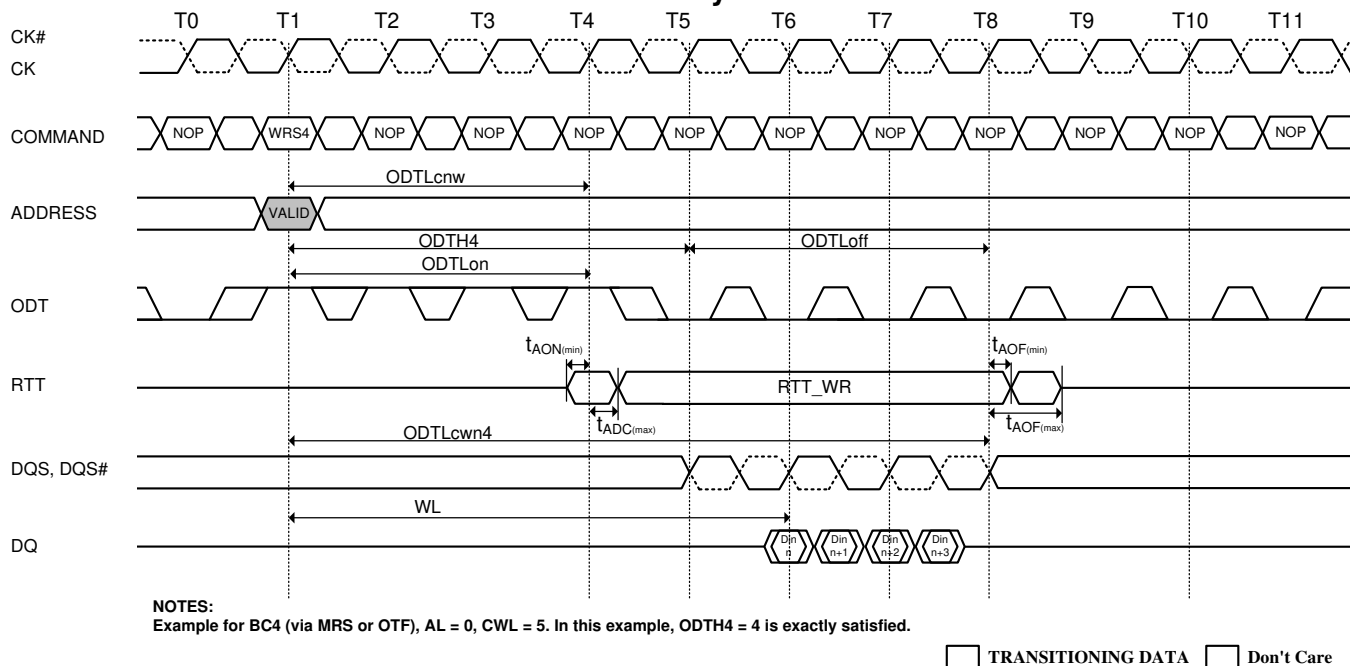 T0 T1 T2 T3 T4 T5 T6 T7 T8 T9 T10 T11
CK#
CK
COMMAND NOP WRS4 NOP NOP NOP NOP NOP NOP NOP NOP NOP NOP
ODTLcnw
ADDRESS VALID
ODTH4 ODTLoff
ODTLon
ODT
tAON(min) tAOF(min)
RTT RTT_WR
tADC(max) tAOF(max)
ODTLcwn4
DQS, DQS#
WL
DQ Din n Din n+1 Din n+2 Din n+3
NOTES:
Example for BC4 (via MRS or OTF), AL = 0, CWL = 5. In this example, ODTH4 = 4 is exactly satisfied.
TRANSITIONING DATA Don't Care